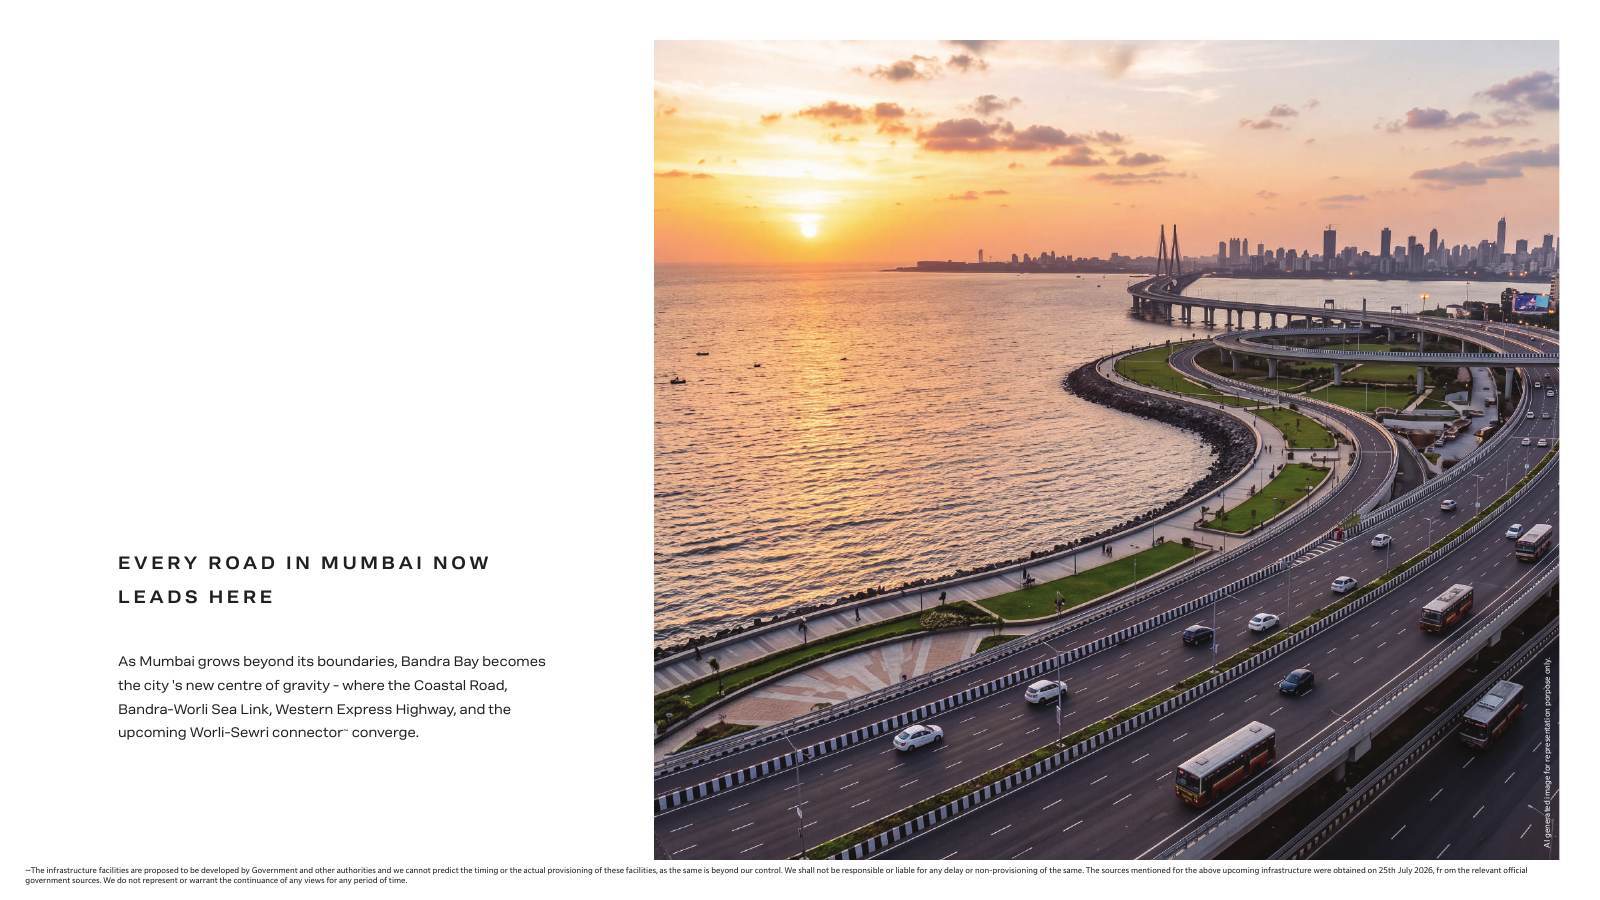 EVERY ROAD IN MUMBAI NOW
LEADS HERE
As Mumbai grows beyond its boundaries, Bandra Bay becomes
the city 's new centre of gravity - where the Coastal Road,
Bandra-Worli Sea Link, Western Express Highway, and the
upcoming Worli-Sewri connector~ converge.
AI generated image for representation porpose only.
~The infrastructure facilities are proposed to be developed by Government and other authorities and we cannot predict the timing or the actual provisioning of these facilities, as the same is beyond our control. We shall not be responsible or liable for any delay or non-provisioning of the same. The sources mentioned for the above upcoming infrastructure were obtained on 25th July 2026, fr om the relevant official
government sources. We do not represent or warrant the continuance of any views for any period of time.